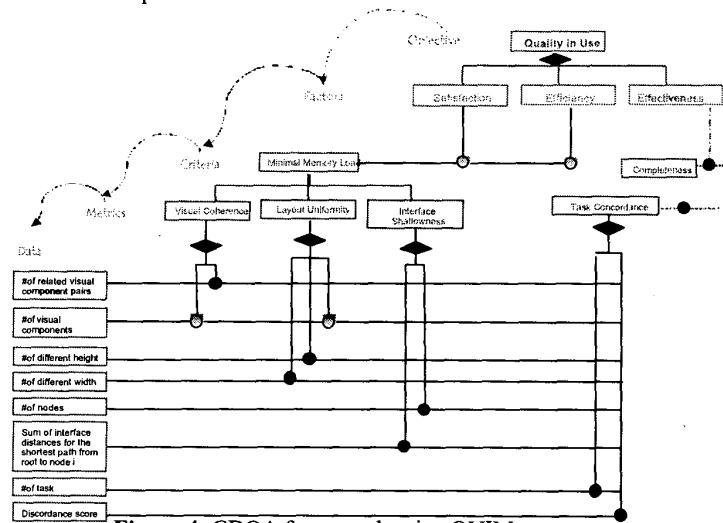 Objective
Quality in Use
Factors
Satisfaction
Efficiency
Effectiveness
Criteria
Minimal Memory Loa
Completeness
Metrics
Visual Coherence
Layout Uniformity
Interface
Shallowness
Task Concordance
Data
#of related visual
component pairs
#of visual
components
#of different height
#of different width
#of nodes
Sum of interface
distances for the
shortest path from
root to node i
#of task
Discordance score